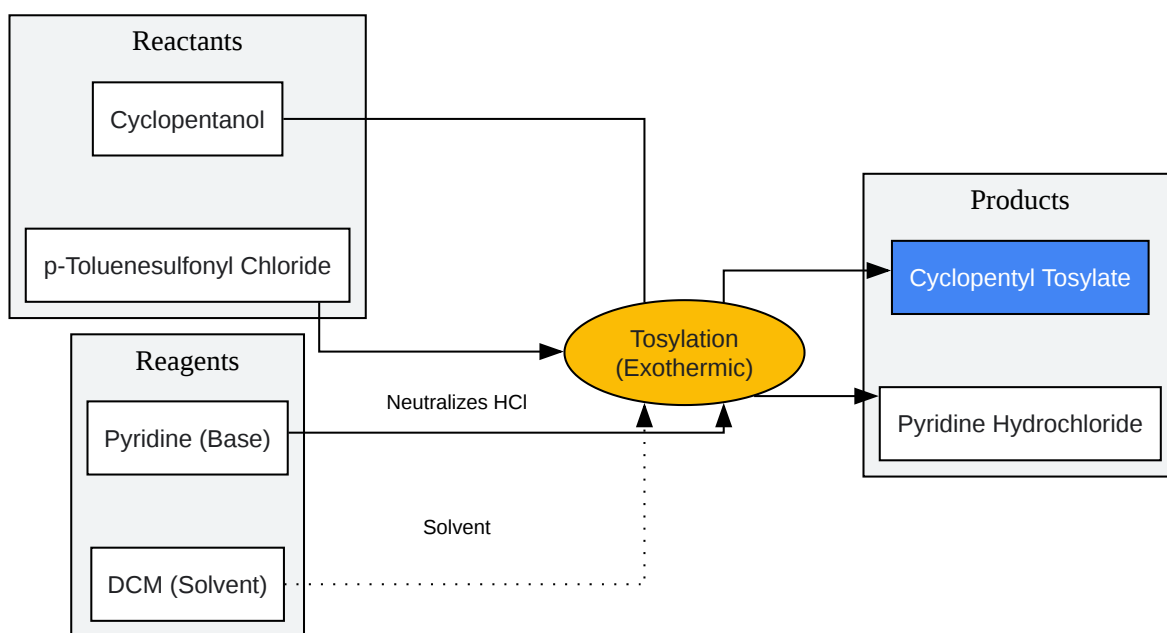 Reactants
Cyclopentanol
p-Toluenesulfonyl Chloride
Reagents
Pyridine (Base)
DCM (Solvent)
Neutralizes HCl
Solvent
Tosylation
(Exothermic)
Products
Cyclopentyl Tosylate
Pyridine Hydrochloride